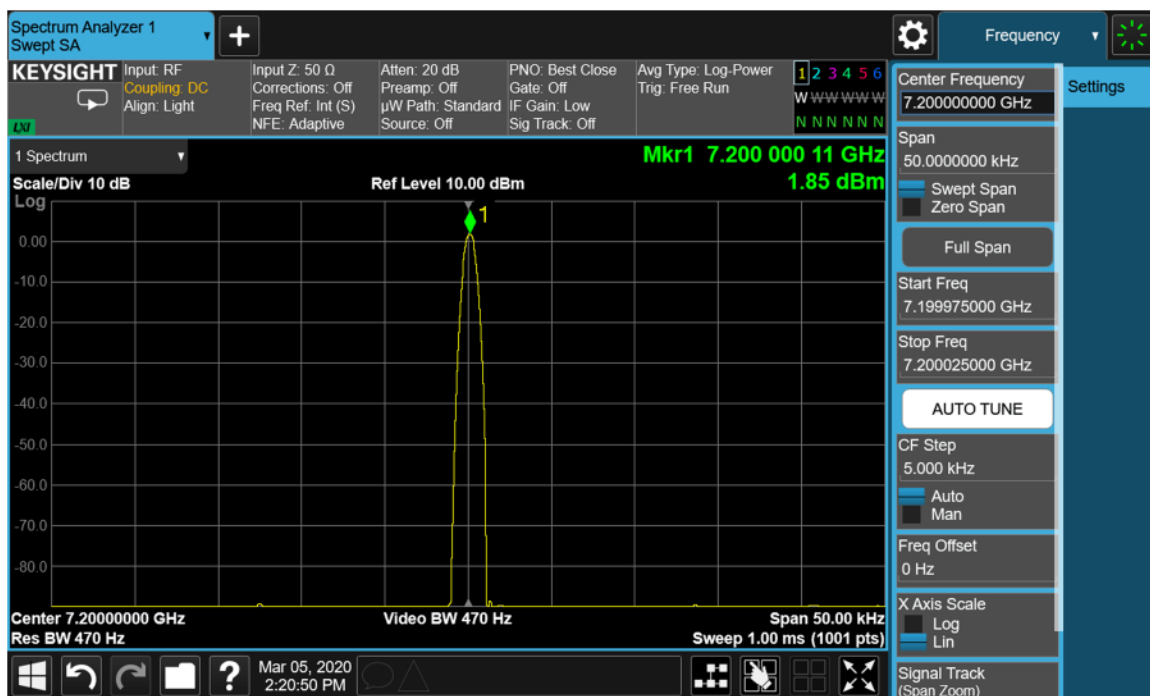 Spectrum Analyzer 1
Swept SA
+
Frequency
KEYSIGHT
Input: RF
Coupling: DC
Align: Light
LXI
Input Z: 50 Ω
Corrections: Off
Freq Ref: Int (S)
NFE: Adaptive
Atten: 20 dB
Preamp: Off
µW Path: Standard
Source: Off
PNO: Best Close
Gate: Off
IF Gain: Low
Sig Track: Off
Avg Type: Log-Power
Trig: Free Run
1 2 3 4 5 6
W W W W W W
N N N N N N
1 Spectrum
Mkr1 7.200 000 11 GHz
Scale/Div 10 dB
Ref Level 10.00 dBm
1.85 dBm
Log
1
0.00
-10.0
-20.0
-30.0
-40.0
-50.0
-60.0
-70.0
-80.0
Center 7.20000000 GHz
Video BW 470 Hz
Span 50.00 kHz
Res BW 470 Hz
Sweep 1.00 ms (1001 pts)
?
Mar 05, 2020
2:20:50 PM
Center Frequency
7.200000000 GHz
Settings
Span
50.0000000 kHz
Swept Span
Zero Span
Full Span
Start Freq
7.199975000 GHz
Stop Freq
7.200025000 GHz
AUTO TUNE
CF Step
5.000 kHz
Auto
Man
Freq Offset
0 Hz
X Axis Scale
Log
Lin
Signal Track
(Span Zoom)